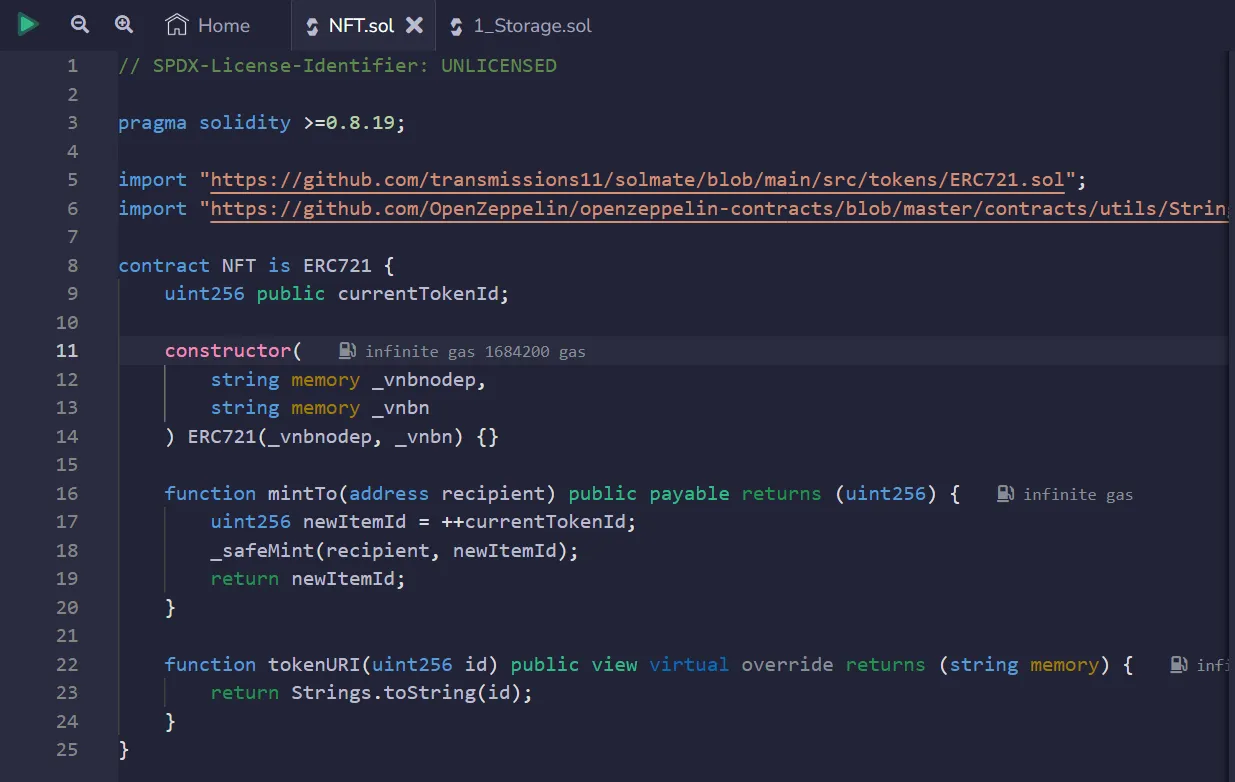 Home NFT.sol 1_Storage.sol
1 // SPDX-License-Identifier: UNLICENSED
2
3 pragma solidity >=0.8.19;
4
5 import "https://github.com/transmissions11/solmate/blob/main/src/tokens/ERC721.sol";
6 import "https://github.com/OpenZeppelin/openzeppelin-contracts/blob/master/contracts/utils/String
7
8 contract NFT is ERC721 {
9 uint256 public currentTokenId;
10
11 constructor( infinite gas 1684200 gas
12 string memory _vnbnodep,
13 string memory _vnbn
14 ) ERC721(_vnbnodep, _vnbn) {}
15
16 function mintTo(address recipient) public payable returns (uint256) { infinite gas
17 uint256 newItemId = ++currentTokenId;
18 _safeMint(recipient, newItemId);
19 return newItemId;
20 }
21
22 function tokenURI(uint256 id) public view virtual override returns (string memory) { infi
23 return Strings.toString(id);
24 }
25 }